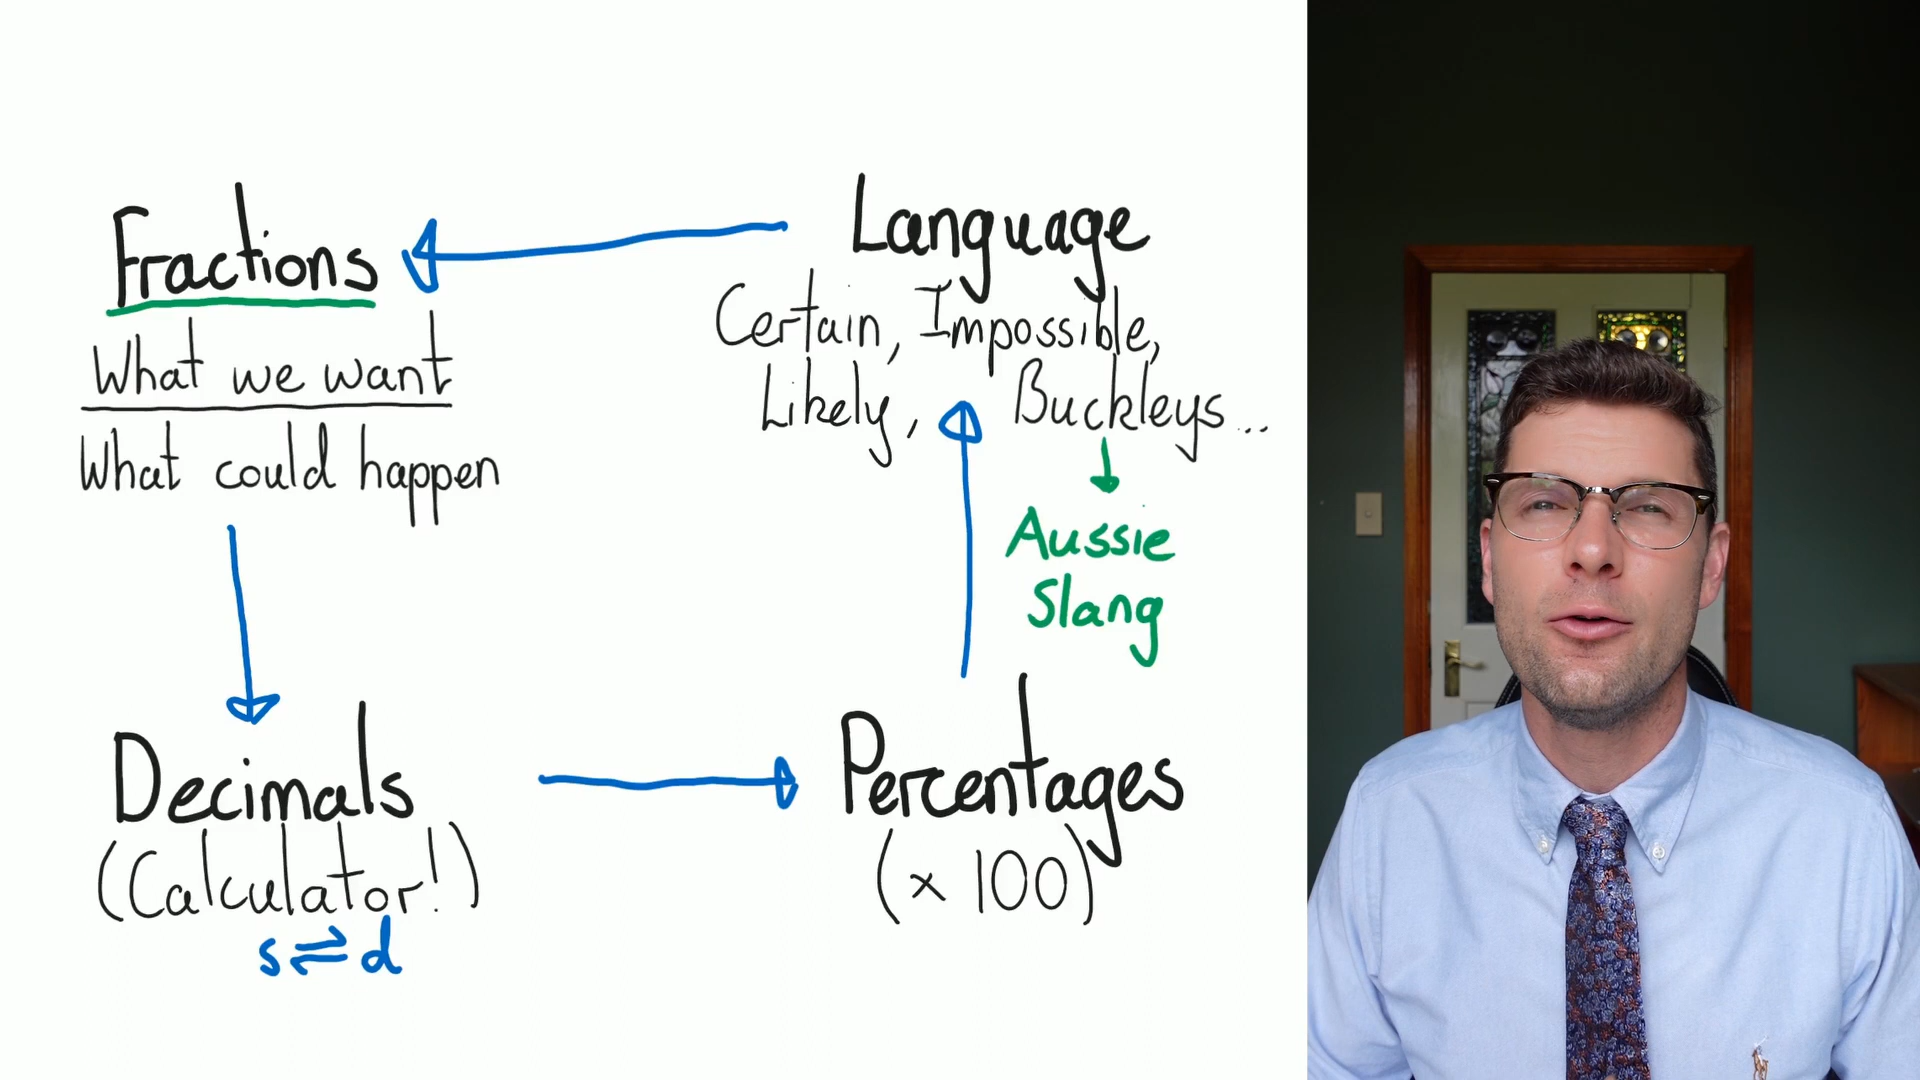 Fractions
What we want
What could happen
Language
Certain, Impossible,
Likely, Buckleys...
Aussie
Slang
Decimals
(Calculator!)
s⇌d
Percentages
(× 100)